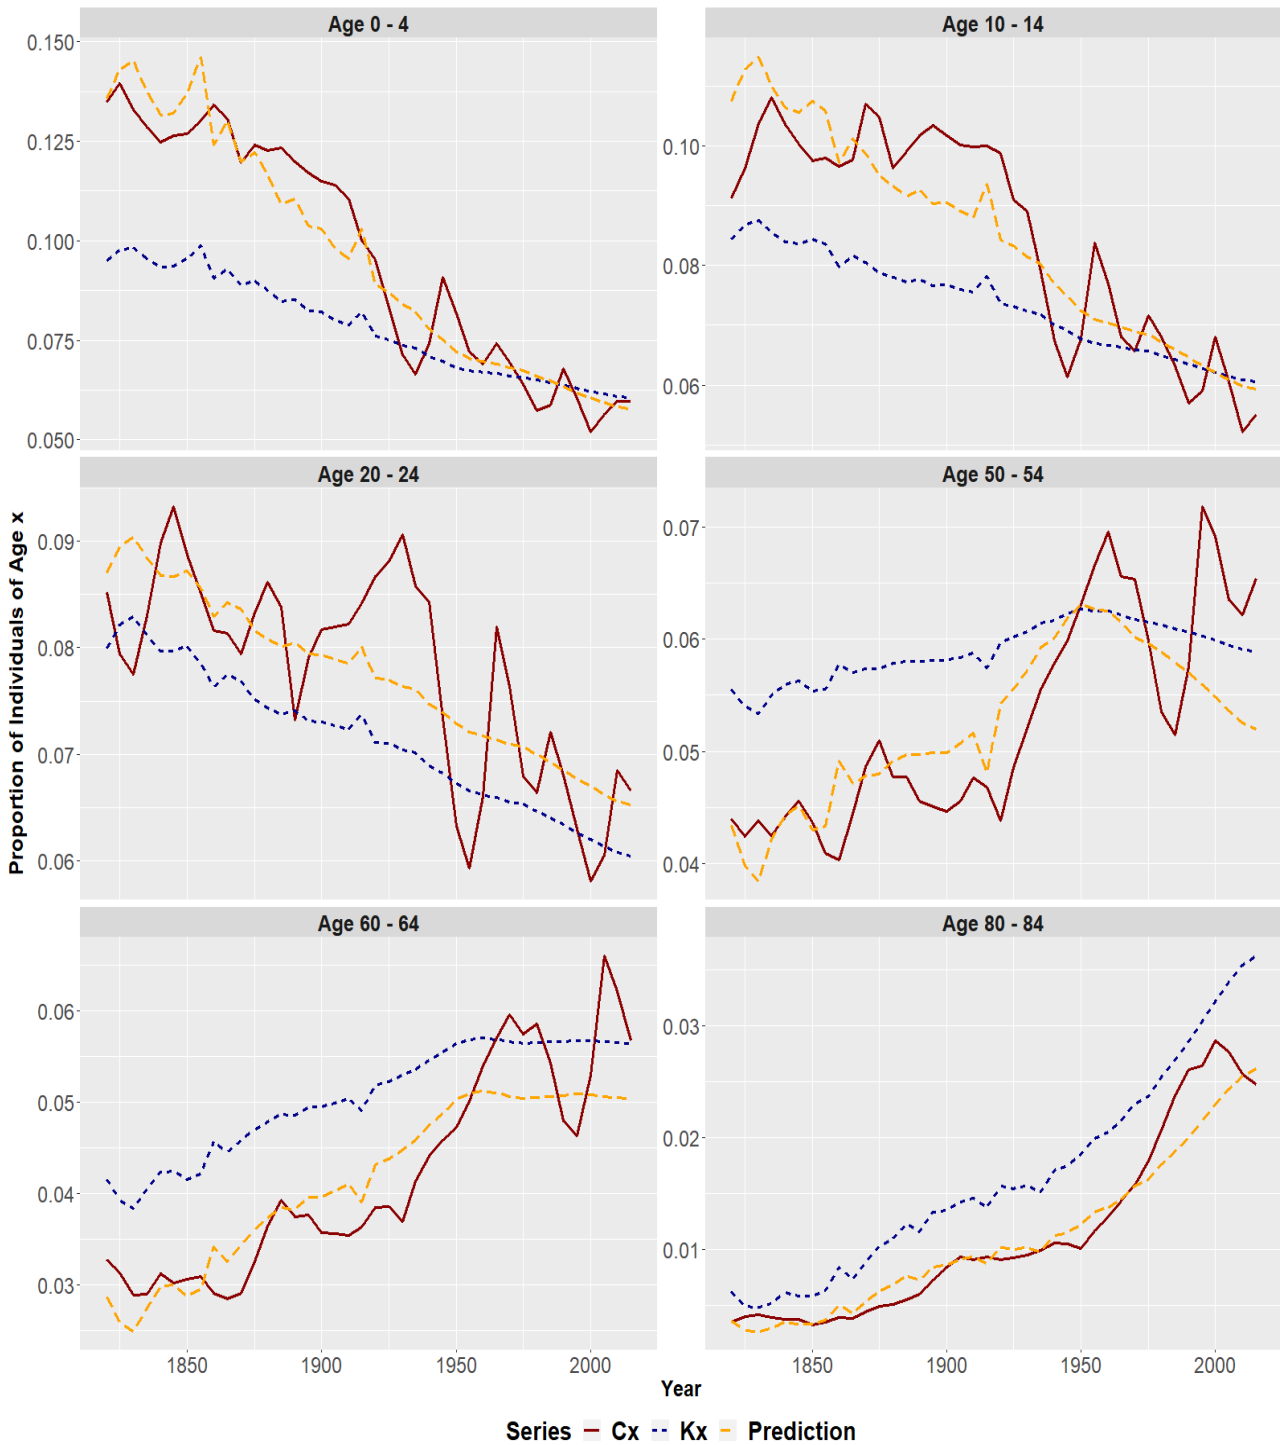 Age 0 - 4
Age 10 - 14
0.150
0.125
0.100
0.075
0.050
0.10
0.08
0.06
Age 20 - 24
Age 50 - 54
0.09
0.08
0.07
0.06
0.07
0.06
0.05
0.04
Proportion of Individuals of Age x
Age 60 - 64
Age 80 - 84
0.06
0.05
0.04
0.03
0.03
0.02
0.01
1850 1900 1950 2000
1850 1900 1950 2000
Year
Series Cx Kx Prediction